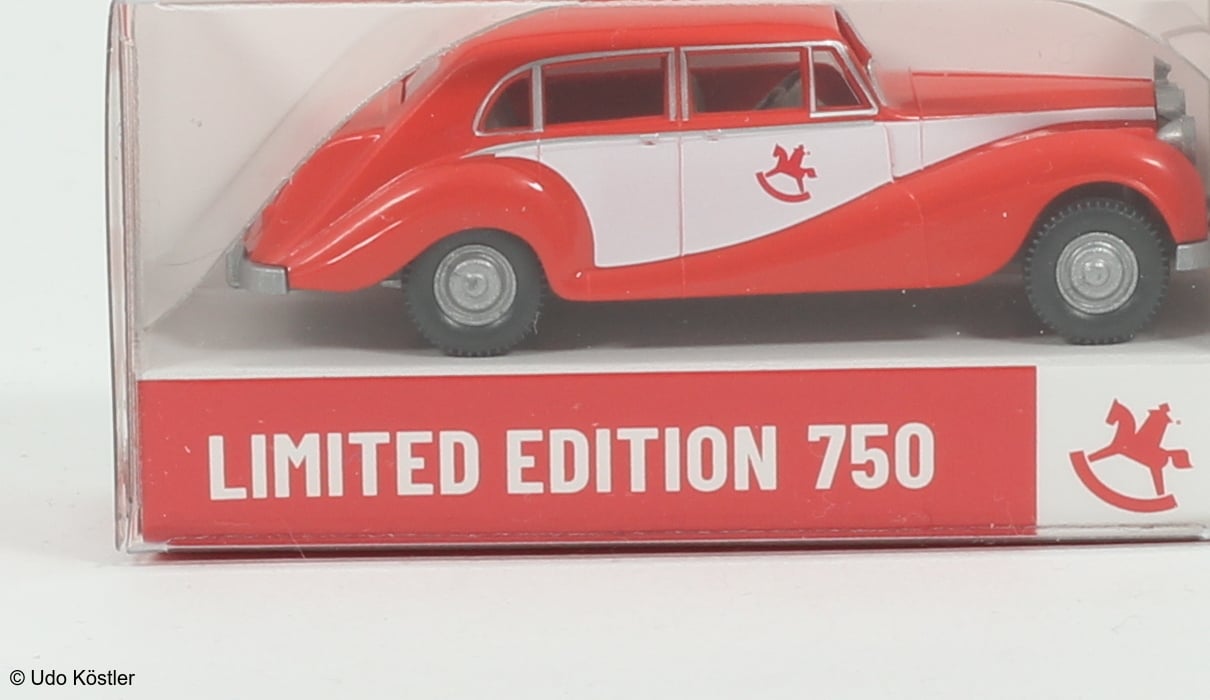 LIMITED EDITION 750
© Udo Köstler